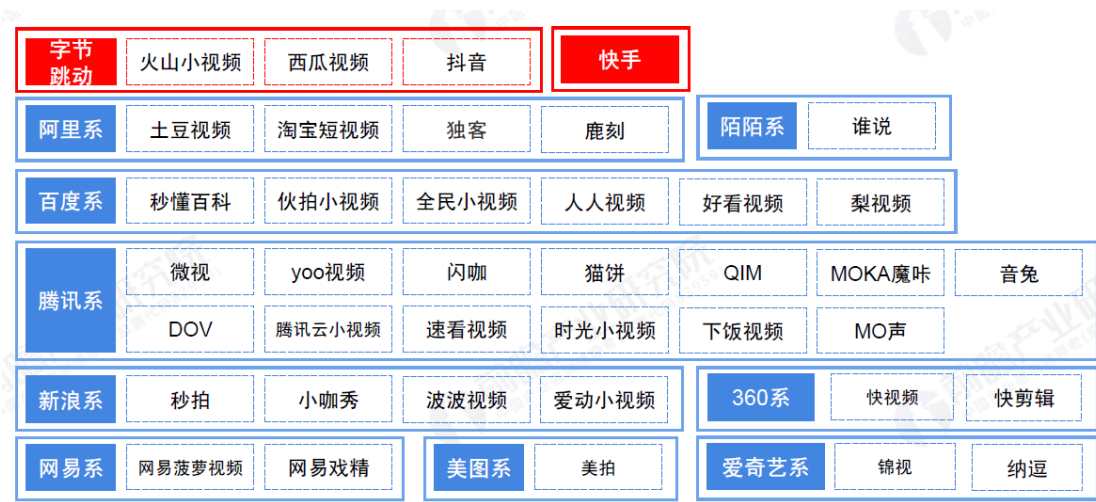 字节
跳动
火山小视频
西瓜视频
抖音
快手
阿里系
土豆视频
淘宝短视频
独客
鹿刻
陌陌系
谁说
百度系
秒懂百科
伙拍小视频
全民小视频
人人视频
好看视频
梨视频
腾讯系
微视
yoo视频
闪咖
猫饼
QIM
MOKA魔咔
音兔
DOV
腾讯云小视频
速看视频
时光小视频
下饭视频
MO声
新浪系
秒拍
小咖秀
波波视频
爱动小视频
360系
快视频
快剪辑
网易系
网易菠萝视频
网易戏精
美图系
美拍
爱奇艺系
锦视
纳逗